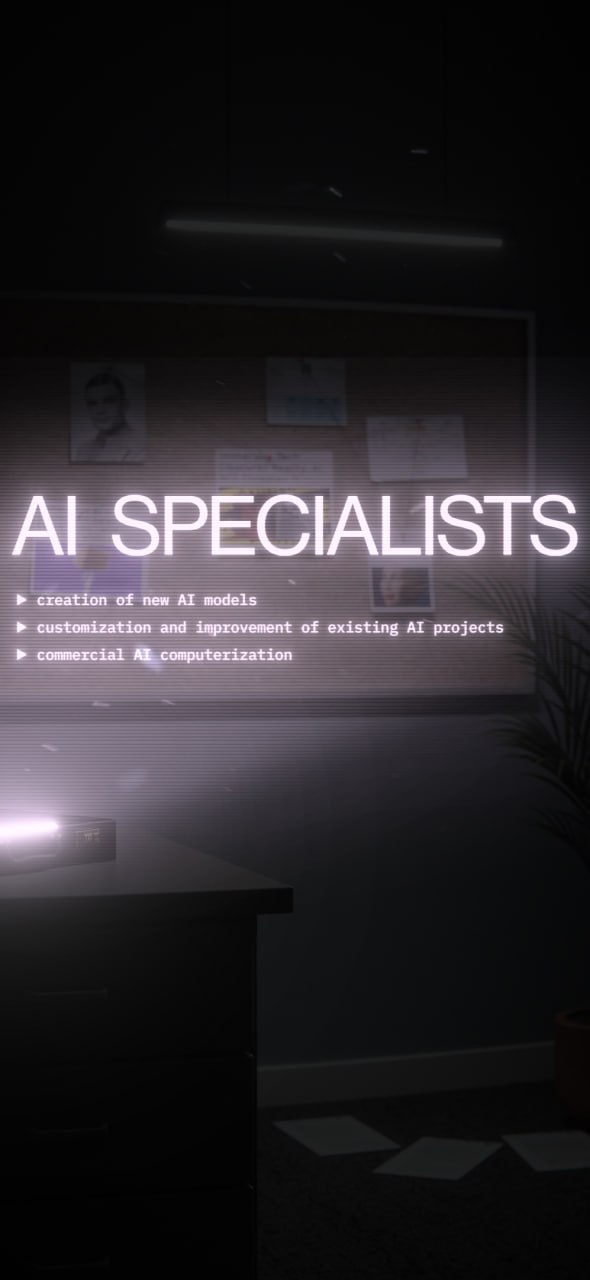 AI SPECIALISTS
▶ creation of new AI models
▶ customization and improvement of existing AI projects
▶ commercial AI computerization